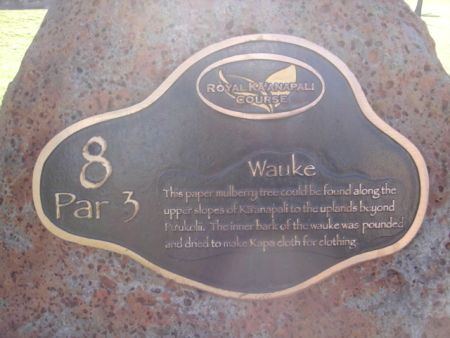 ROYAL KA'ANAPALI
COURSE
8
Par 3
Wauke
This paper mulberry tree could be found along the
upper slopes of Ka'anapali to the uplands beyond
Pu'ukolii. The inner bark of the wauke was pounded
and dried to make Kapa cloth for clothing.